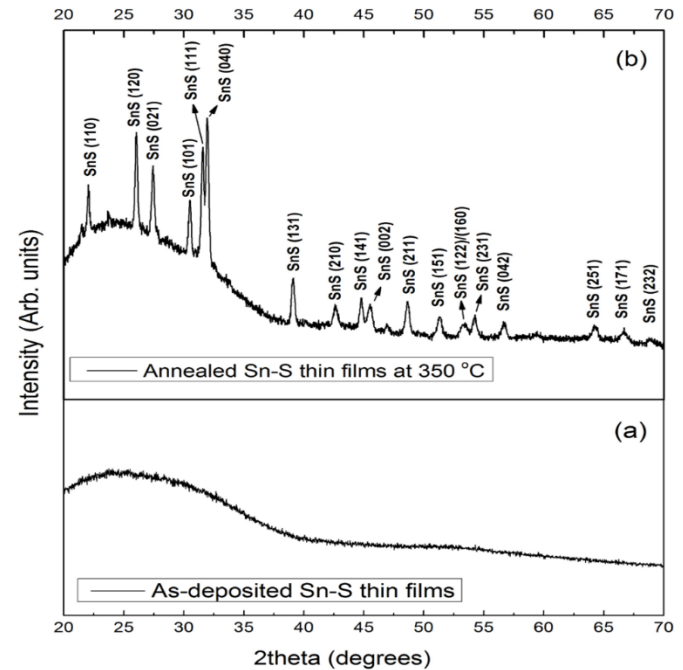 20 25 30 35 40 45 50 55 60 65 70
(b)
SnS (110)
SnS (120)
SnS (021)
SnS (101)
SnS (111)
SnS (040)
SnS (131)
SnS (210)
SnS (141)
SnS (002)
SnS (211)
SnS (151)
SnS (122)/(160)
SnS (231)
SnS (042)
SnS (251)
SnS (171)
SnS (232)
Annealed Sn-S thin films at 350 °C
Intensity (Arb. units)
(a)
As-deposited Sn-S thin films
20 25 30 35 40 45 50 55 60 65 70
2theta (degrees)